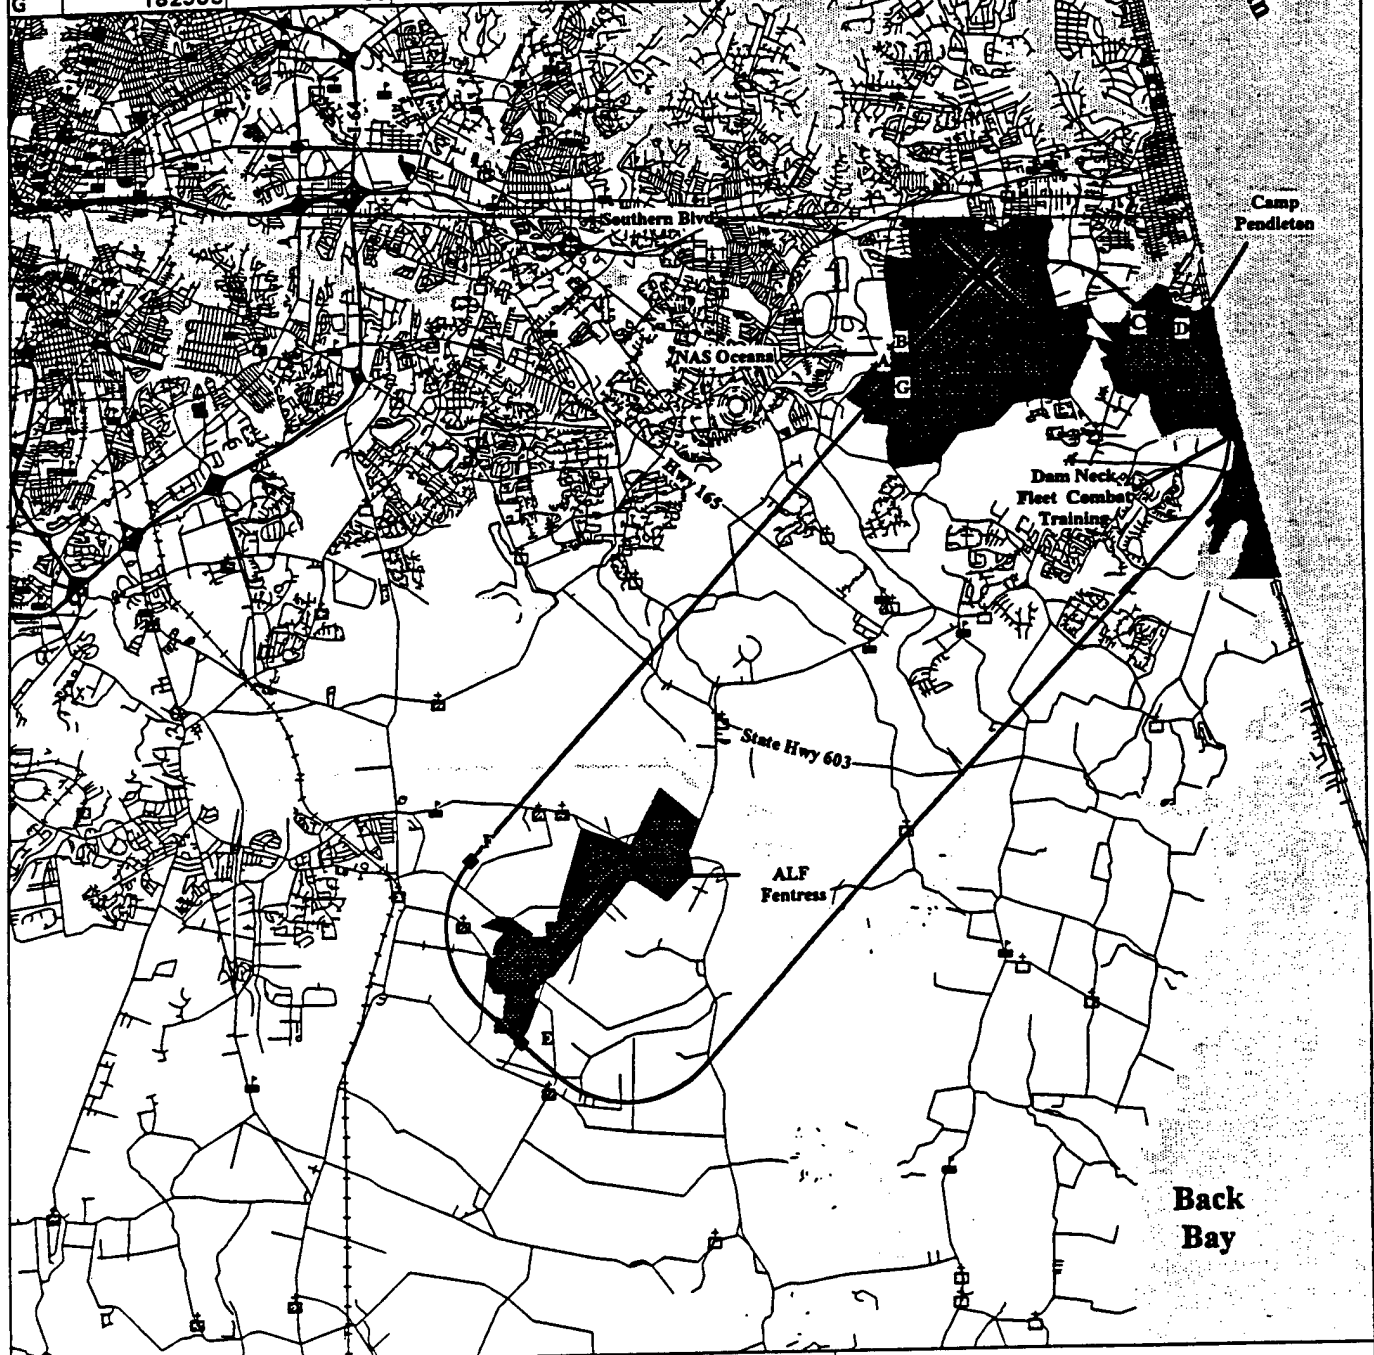 G
I-64
Southern Blvd
Camp
Pendleton
C
D
B
NAS Oceana
A
G
Hwy 165
Dam Neck
Fleet Combat
Training
State Hwy 603
F
ALF
Fentress
E
Back
Bay